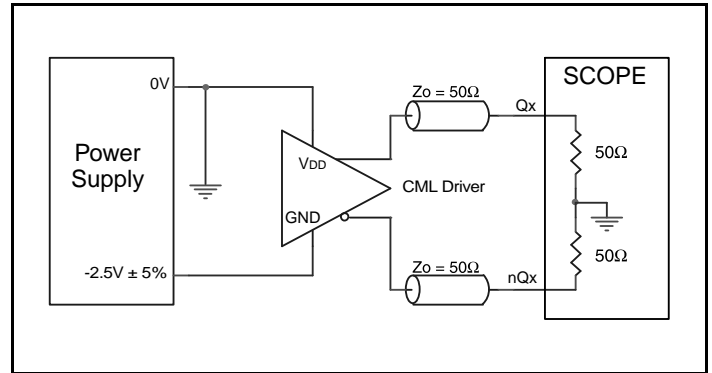 0V
Power
Supply
-2.5V ± 5%
VDD
GND
CML Driver
Zo = 50Ω
Zo = 50Ω
Qx
nQx
SCOPE
50Ω
50Ω